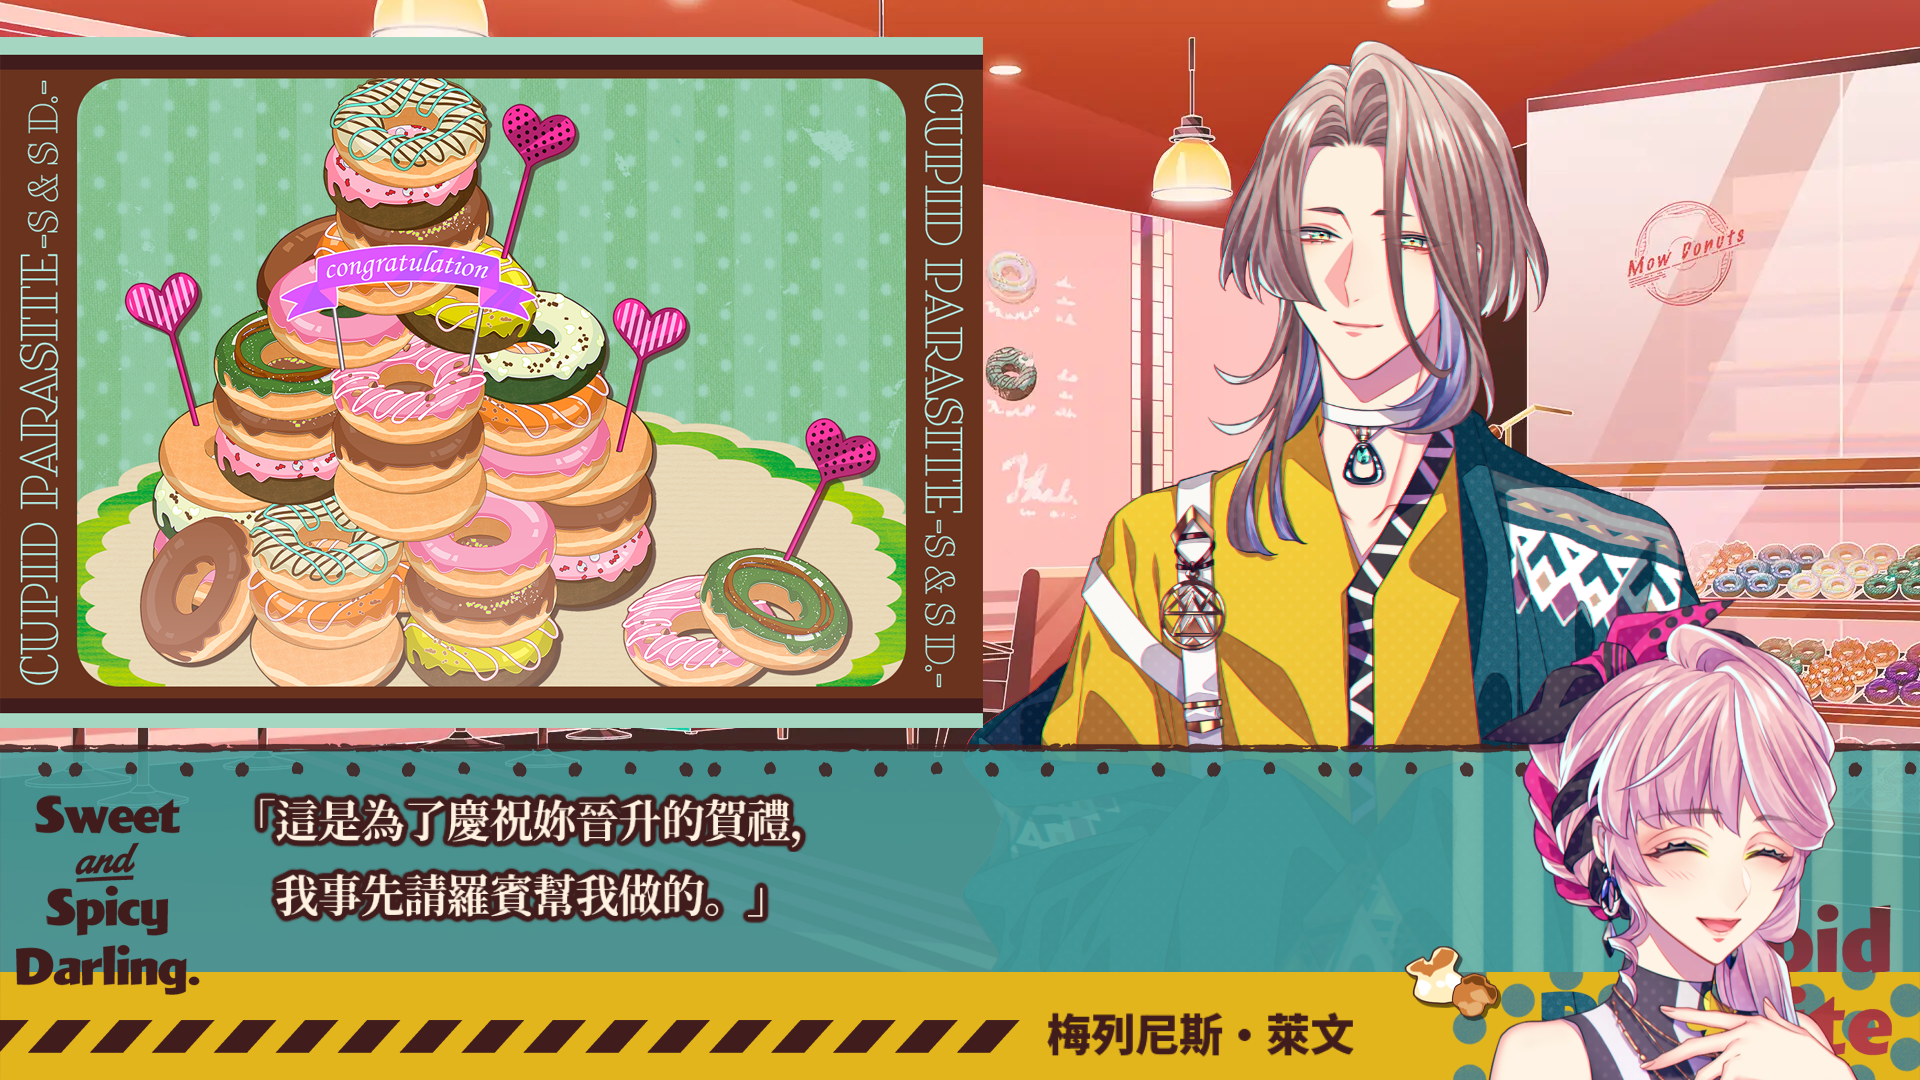 CUPID PARASITE -S & S D.-
congratulation
CUPID PARASITE -S & S D.-
Mow Donuts
Sweet
and
Spicy
Darling.
「這是為了慶祝妳晉升的賀禮,
我事先請羅賓幫我做的。」
梅列尼斯・萊文